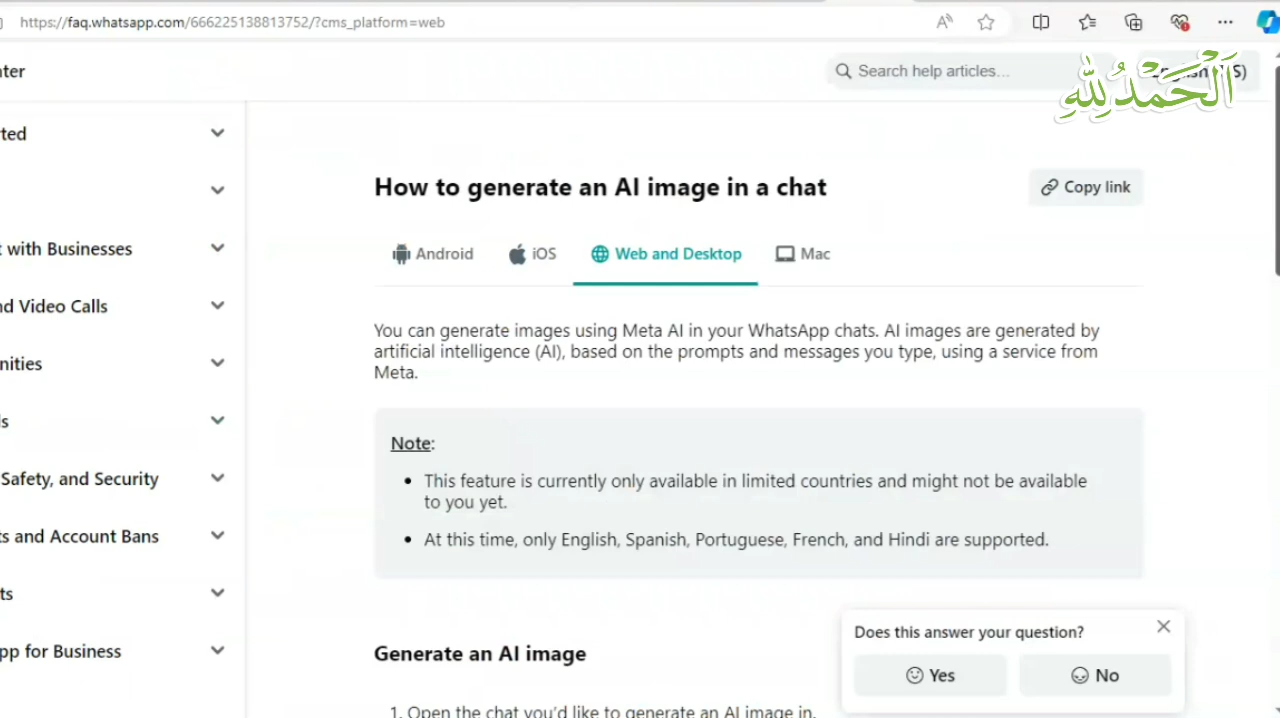 https://faq.whatsapp.com/666225138813752/?cms_platform=web
ter
Search help articles...
S)
اَلْحَمْدُلِلّٰهِ
ted
How to generate an AI image in a chat
Copy link
Android
iOS
Web and Desktop
Mac
t with Businesses
nd Video Calls
You can generate images using Meta AI in your WhatsApp chats. AI images are generated by
artificial intelligence (AI), based on the prompts and messages you type, using a service from
Meta.
nities
s
Note:
Safety, and Security
• This feature is currently only available in limited countries and might not be available
to you yet.
ts and Account Bans
• At this time, only English, Spanish, Portuguese, French, and Hindi are supported.
ts
pp for Business
Generate an AI image
Does this answer your question?
Yes
No
1. Open the chat you'd like to generate an AI image in.